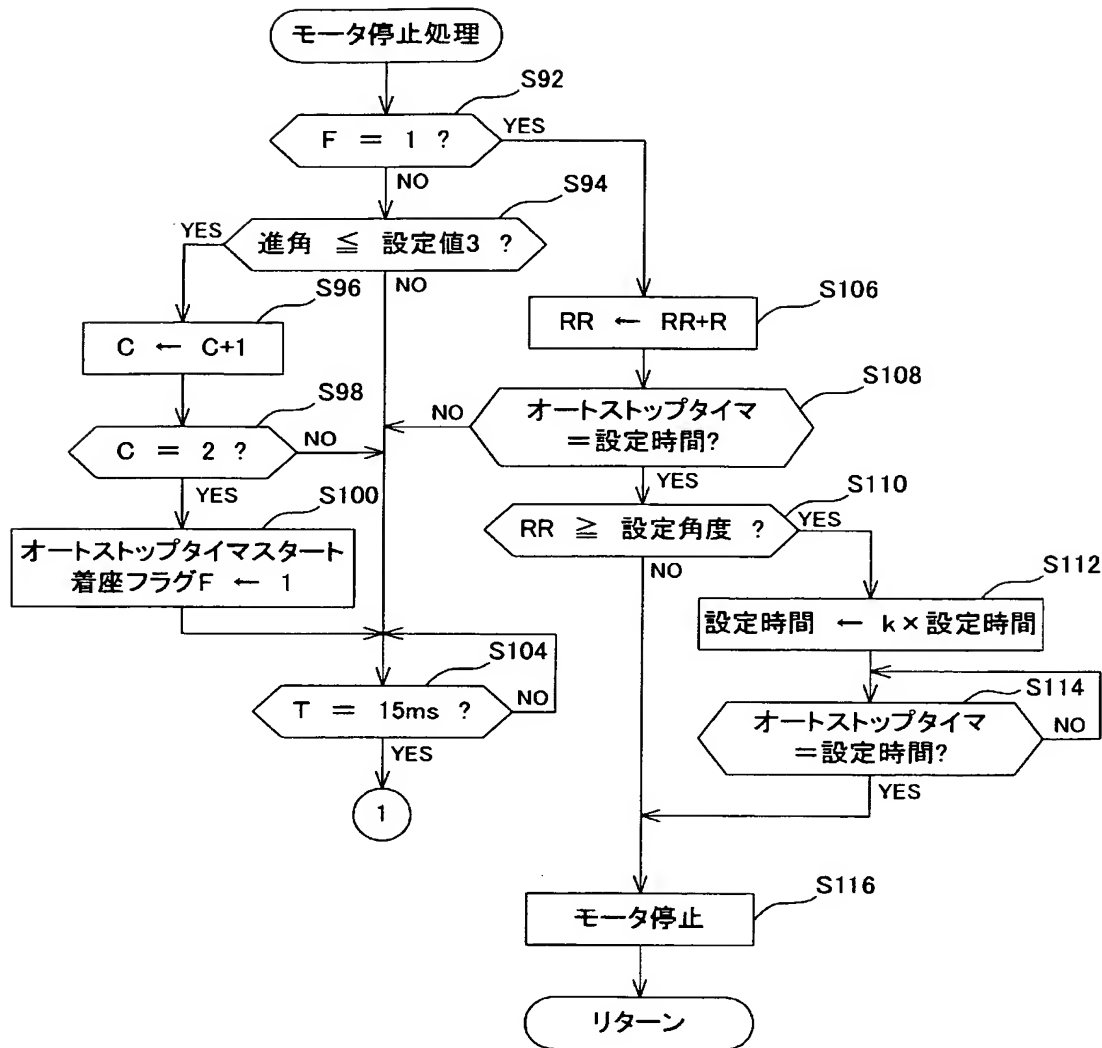 モータ停止処理
S92
F = 1 ?
YES
NO
S94
進角 ≦ 設定値3 ?
YES
NO
S96
C ← C+1
S98
C = 2 ?
NO
YES
S100
オートストップタイマスタート
着座フラグF ← 1
S104
T = 15ms ?
NO
YES
1
S106
RR ← RR+R
S108
オートストップタイマ
=設定時間?
NO
YES
S110
RR ≧ 設定角度 ?
YES
NO
S112
設定時間 ← k×設定時間
S114
オートストップタイマ
=設定時間?
NO
YES
S116
モータ停止
リターン